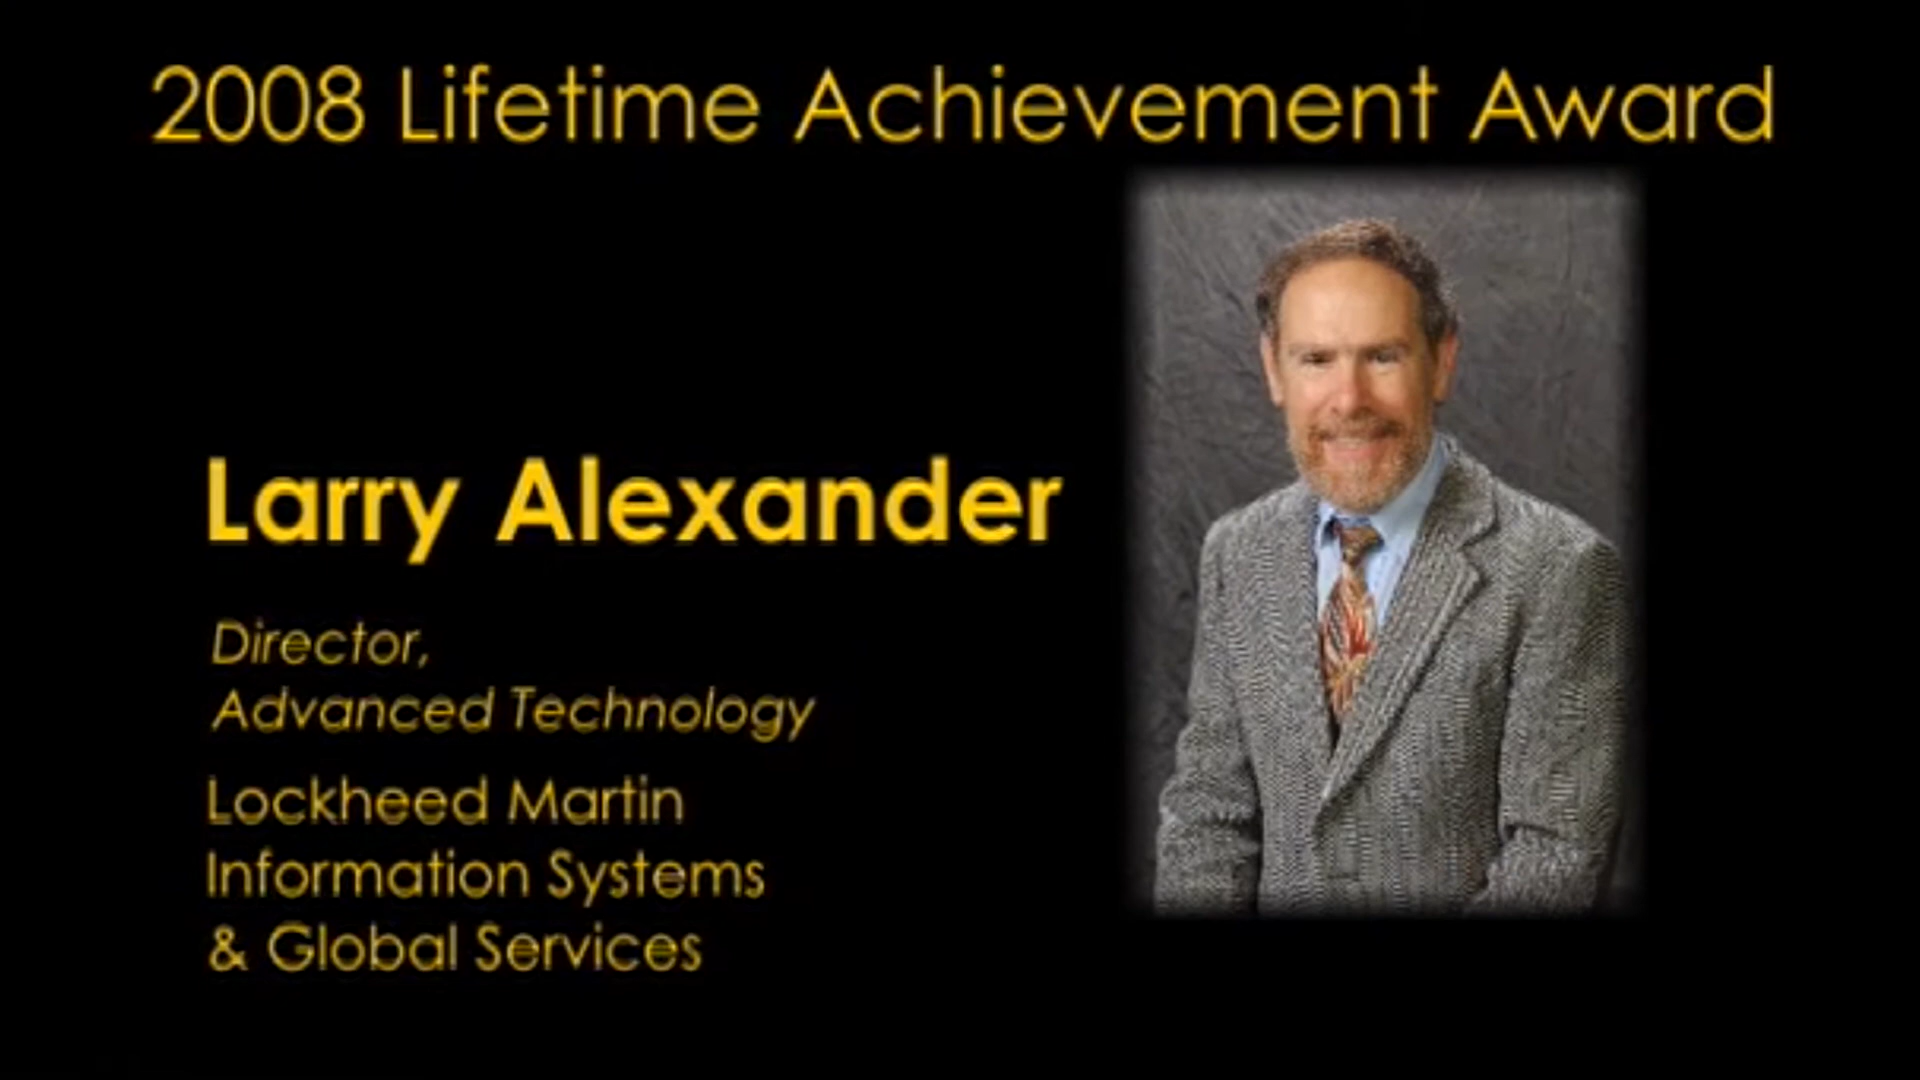 2008 Lifetime Achievement Award
Larry Alexander
Director,
Advanced Technology
Lockheed Martin
Information Systems
& Global Services